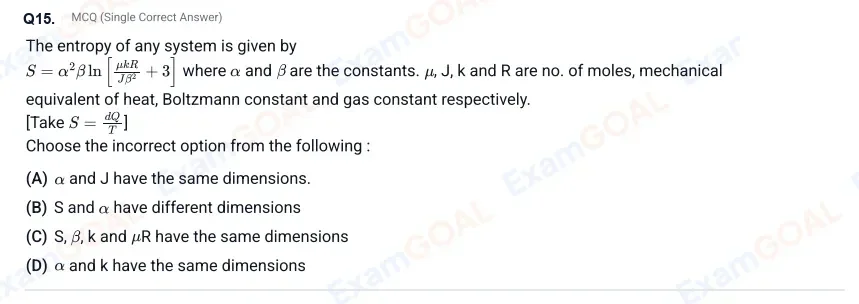 Q15. MCQ (Single Correct Answer)
The entropy of any system is given by
S = α²β ln [μkR/Jβ² + 3] where α and β are the constants. μ, J, k and R are no. of moles, mechanical
equivalent of heat, Boltzmann constant and gas constant respectively.
[Take S = dQ/T]
Choose the incorrect option from the following :
(A) α and J have the same dimensions.
(B) S and α have different dimensions
(C) S, β, k and μR have the same dimensions
(D) α and k have the same dimensions
ExamGOAL